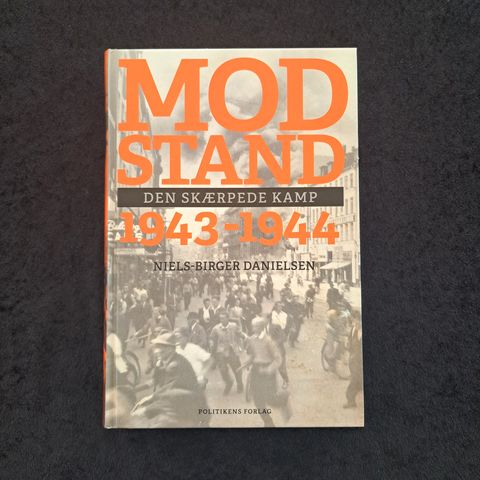 MOD
STAND
DEN SKÆRPEDE KAMP
1943-1944
NIELS-BIRGER DANIELSEN
POLITIKENS FORLAG